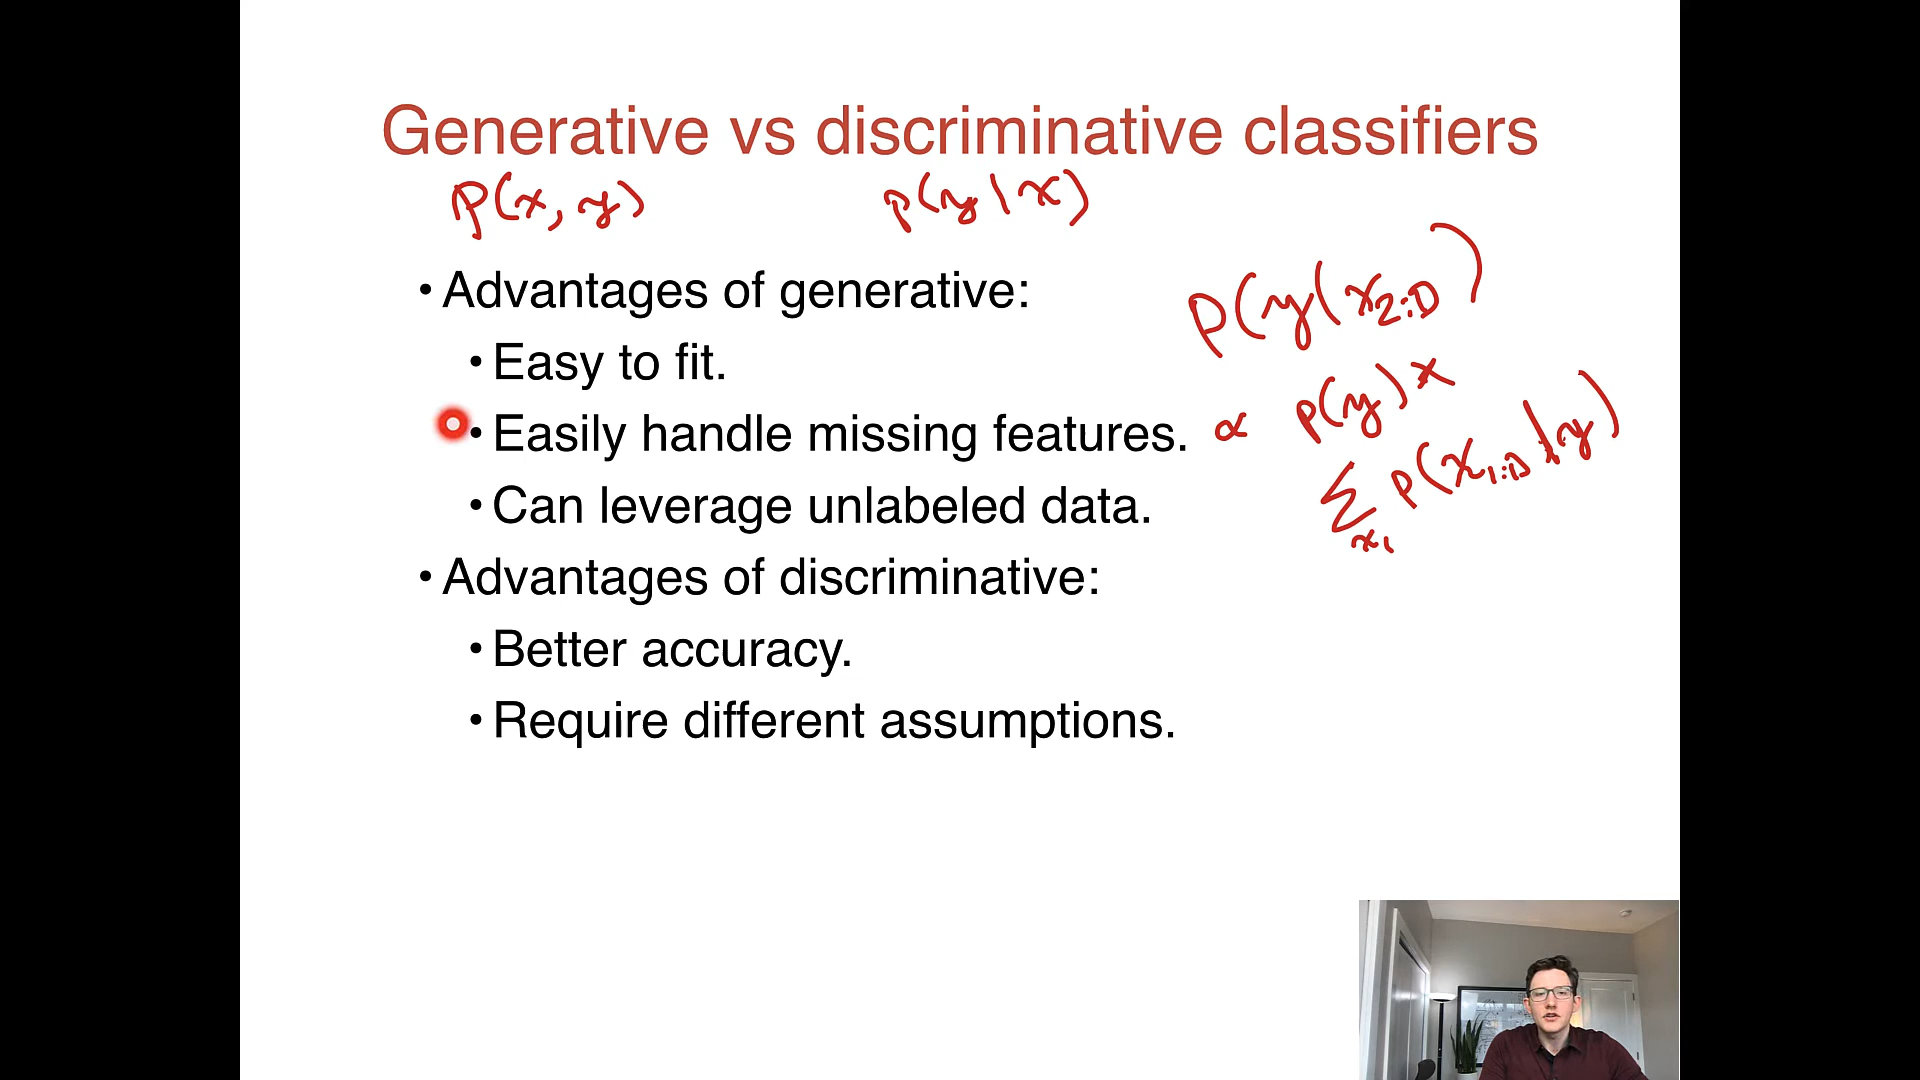 Generative vs discriminative classifiers
P(x, y) P(y | x)
• Advantages of generative:
P(y | x2:D)
• Easy to fit.
• Easily handle missing features.
∝ P(y) ×
∑x1 P(x1:D | y)
• Can leverage unlabeled data.
• Advantages of discriminative:
• Better accuracy.
• Require different assumptions.